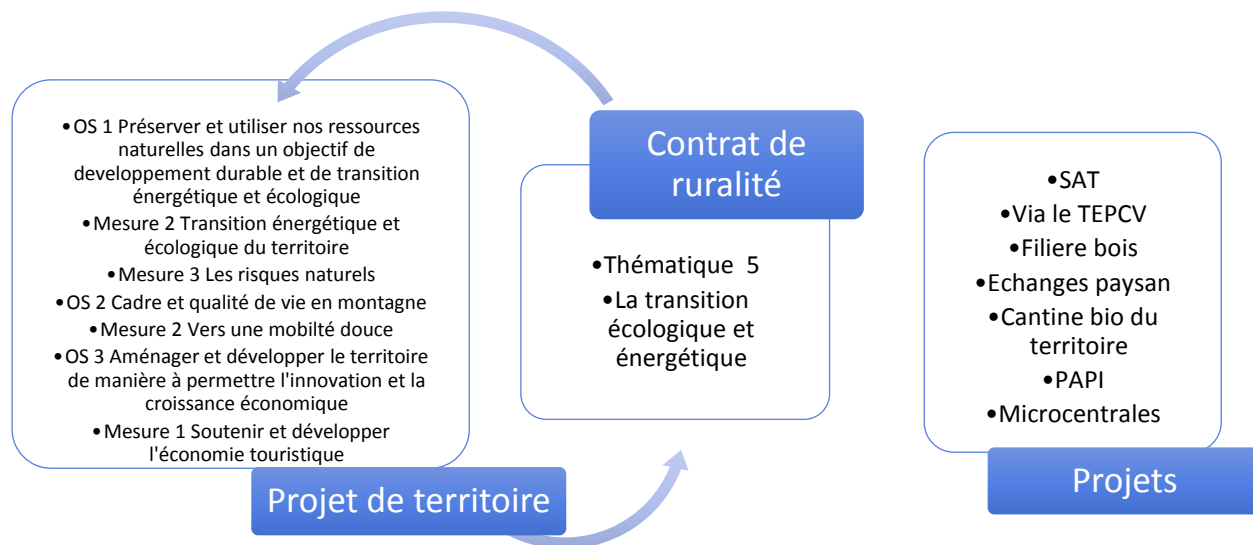 •OS 1 Préserver et utiliser nos ressources
naturelles dans un objectif de
developpement durable et de transition
énergétique et écologique
•Mesure 2 Transition énergétique et
écologique du territoire
•Mesure 3 Les risques naturels
•OS 2 Cadre et qualité de vie en montagne
•Mesure 2 Vers une mobilté douce
•OS 3 Aménager et développer le territoire
de manière à permettre l'innovation et la
croissance économique
•Mesure 1 Soutenir et développer
l'économie touristique
Projet de territoire
Contrat de
ruralité
•Thématique 5
•La transition
écologique et
énergétique
•SAT
•Via le TEPCV
•Filiere bois
•Echanges paysan
•Cantine bio du
territoire
•PAPI
•Microcentrales
Projets